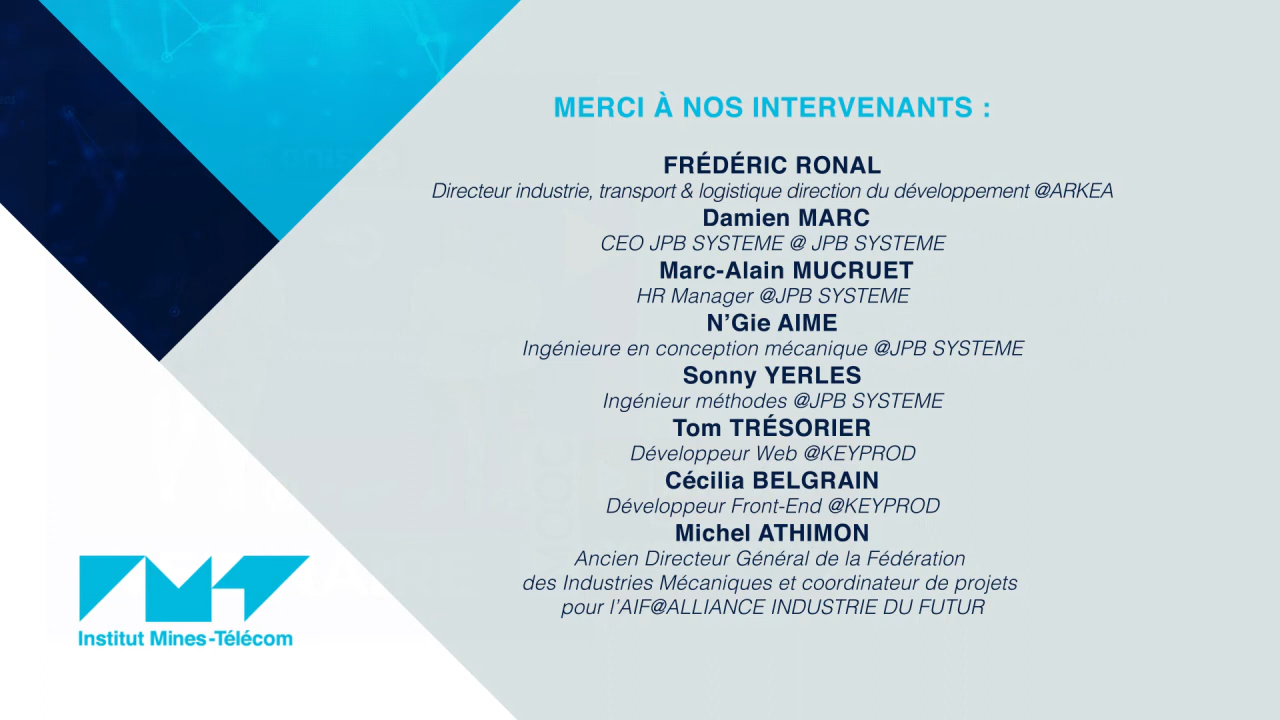 MERCI À NOS INTERVENANTS :
FRÉDÉRIC RONAL
Directeur industrie, transport & logistique direction du développement @ARKEA
Damien MARC
CEO JPB SYSTEME @ JPB SYSTEME
Marc-Alain MUCRUET
HR Manager @JPB SYSTEME
N’Gie AIME
Ingénieure en conception mécanique @JPB SYSTEME
Sonny YERLES
Ingénieur méthodes @JPB SYSTEME
Tom TRÉSORIER
Développeur Web @KEYPROD
Cécilia BELGRAIN
Développeur Front-End @KEYPROD
Michel ATHIMON
Ancien Directeur Général de la Fédération
des Industries Mécaniques et coordinateur de projets
pour l’AIF@ALLIANCE INDUSTRIE DU FUTUR
IMT
Institut Mines-Télécom